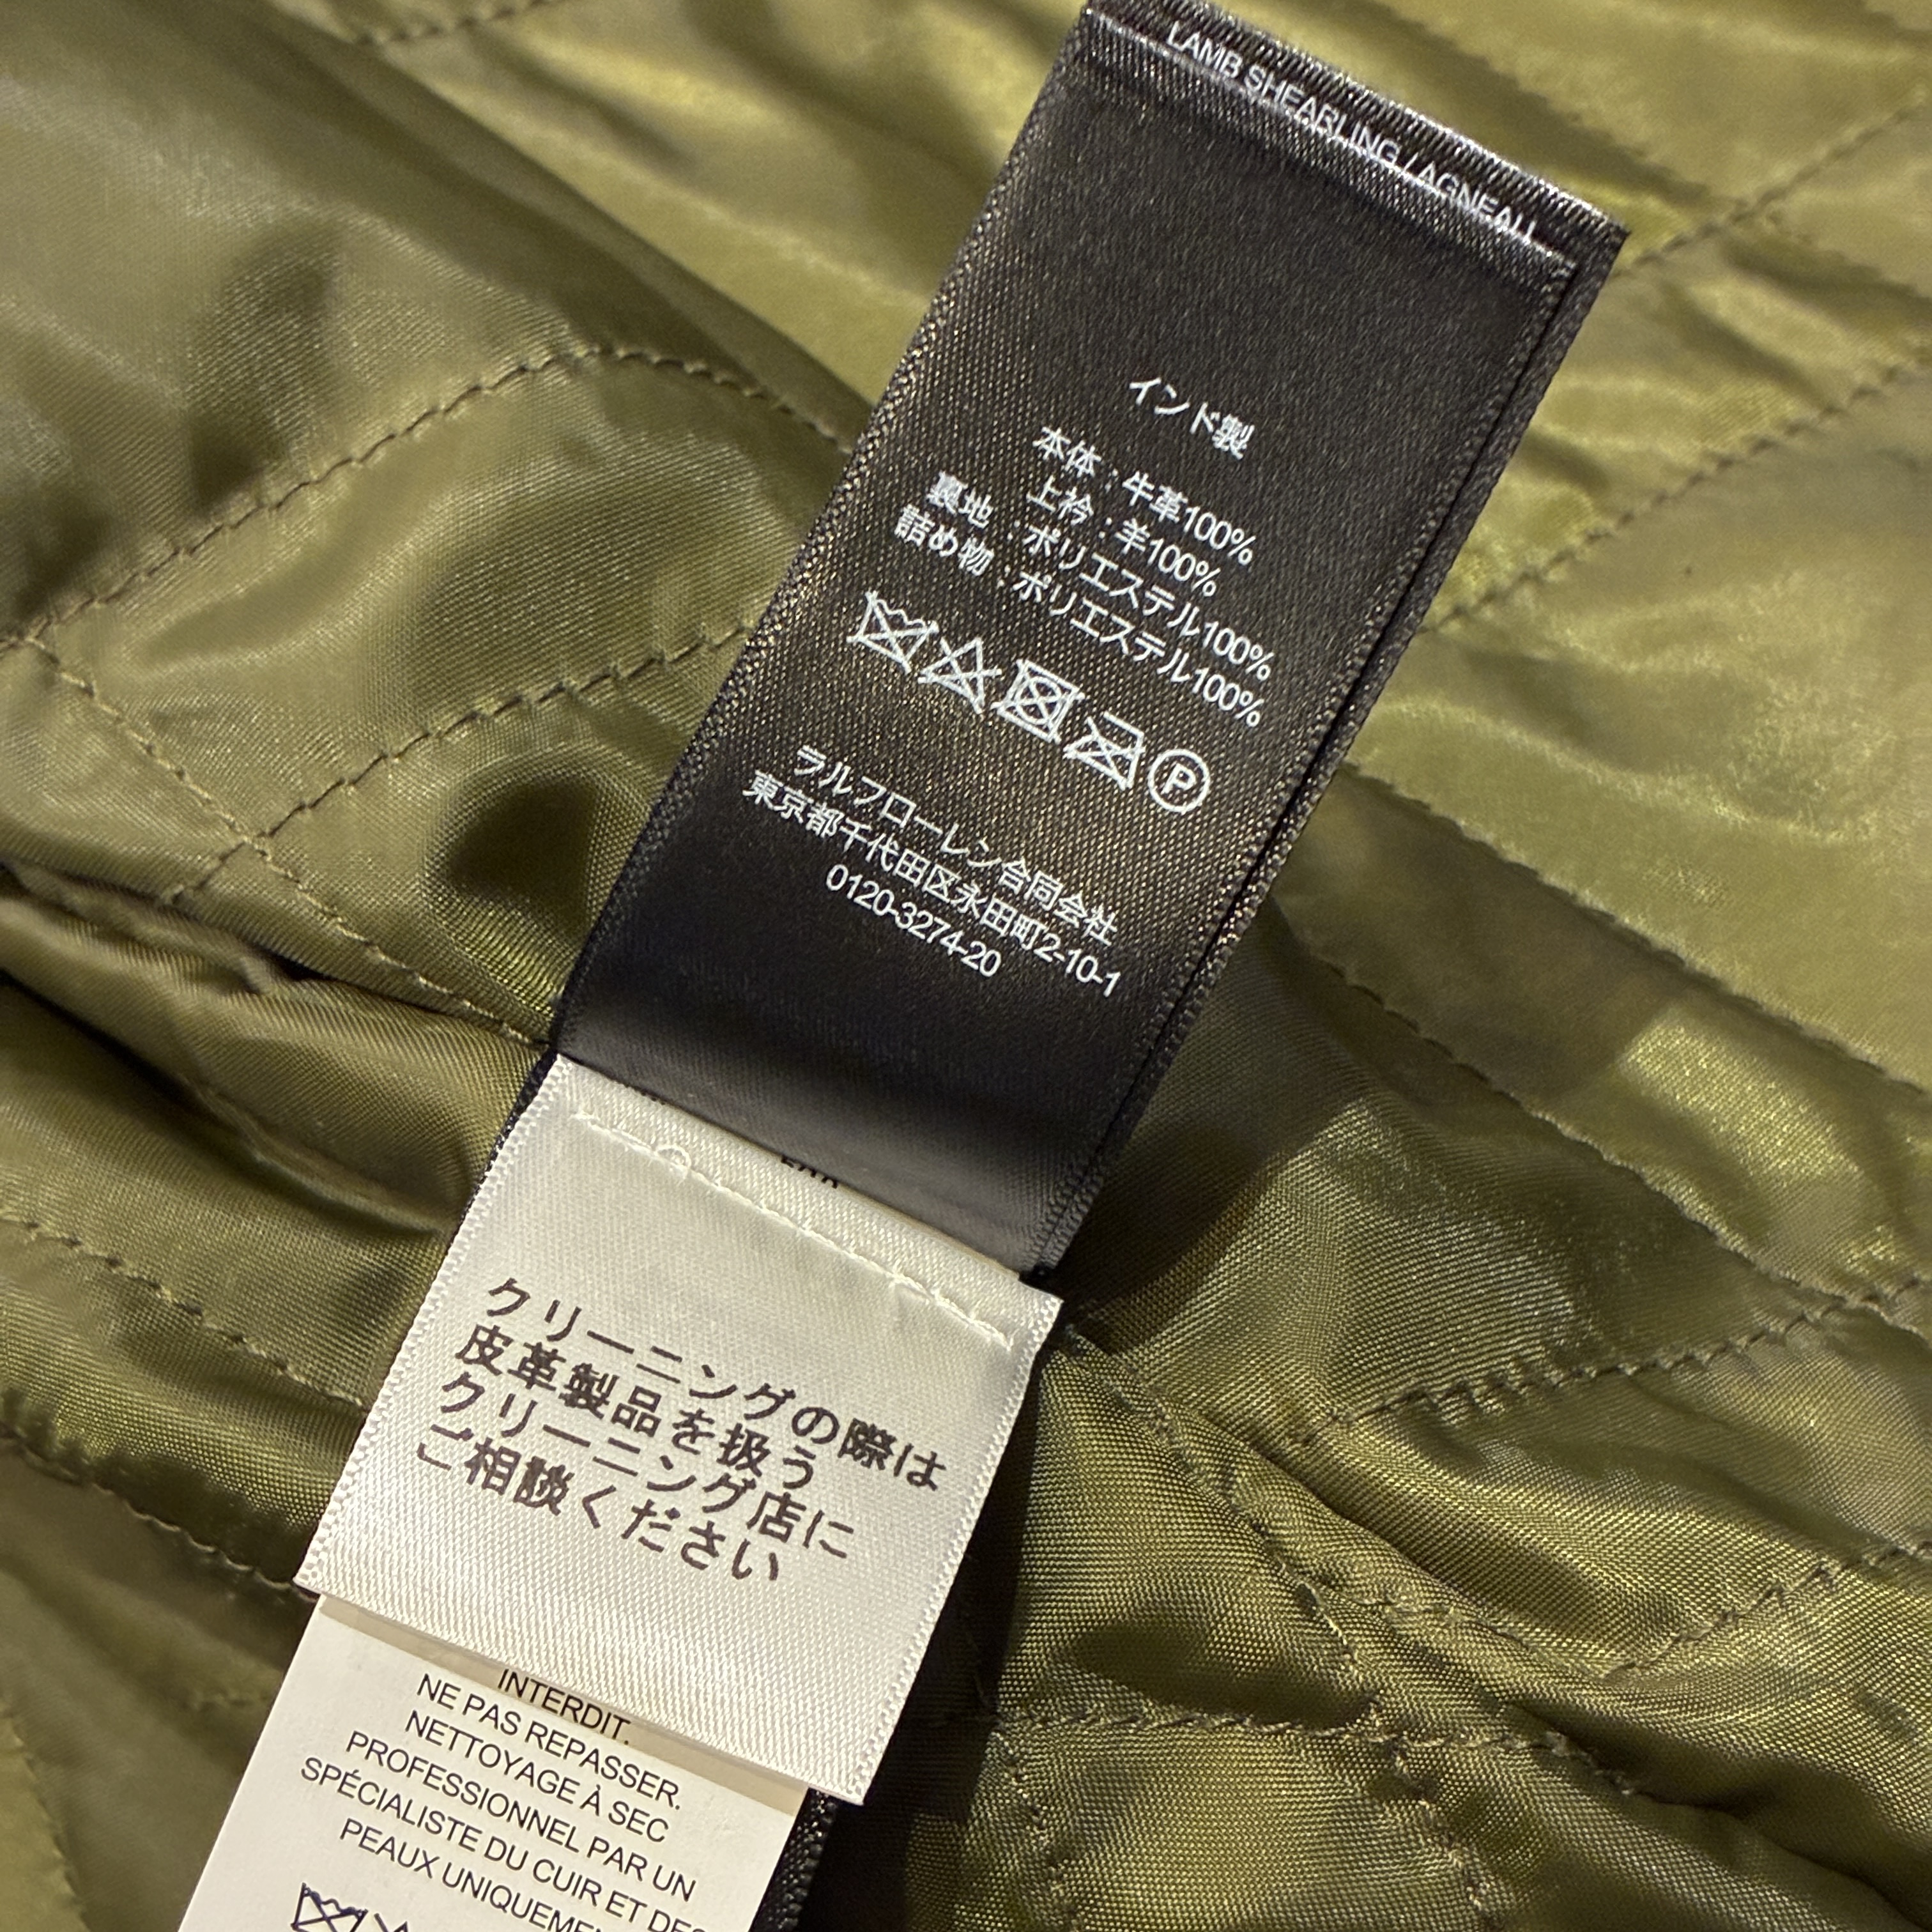 LAMB SHEARLING / AGNEAU
インド製
本体 : 牛革100%
上衿 : 羊100%
裏地 : ポリエステル100%
詰め物 : ポリエステル100%
P
ラルフローレン合同会社
東京都千代田区永田町2-10-1
0120-3274-20
クリーニングの際は
皮革製品を扱う
クリーニング店に
ご相談ください
INTERDIT.
NE PAS REPASSER.
NETTOYAGE À SEC
PROFESSIONNEL PAR UN
SPÉCIALISTE DU CUIR ET DES
PEAUX